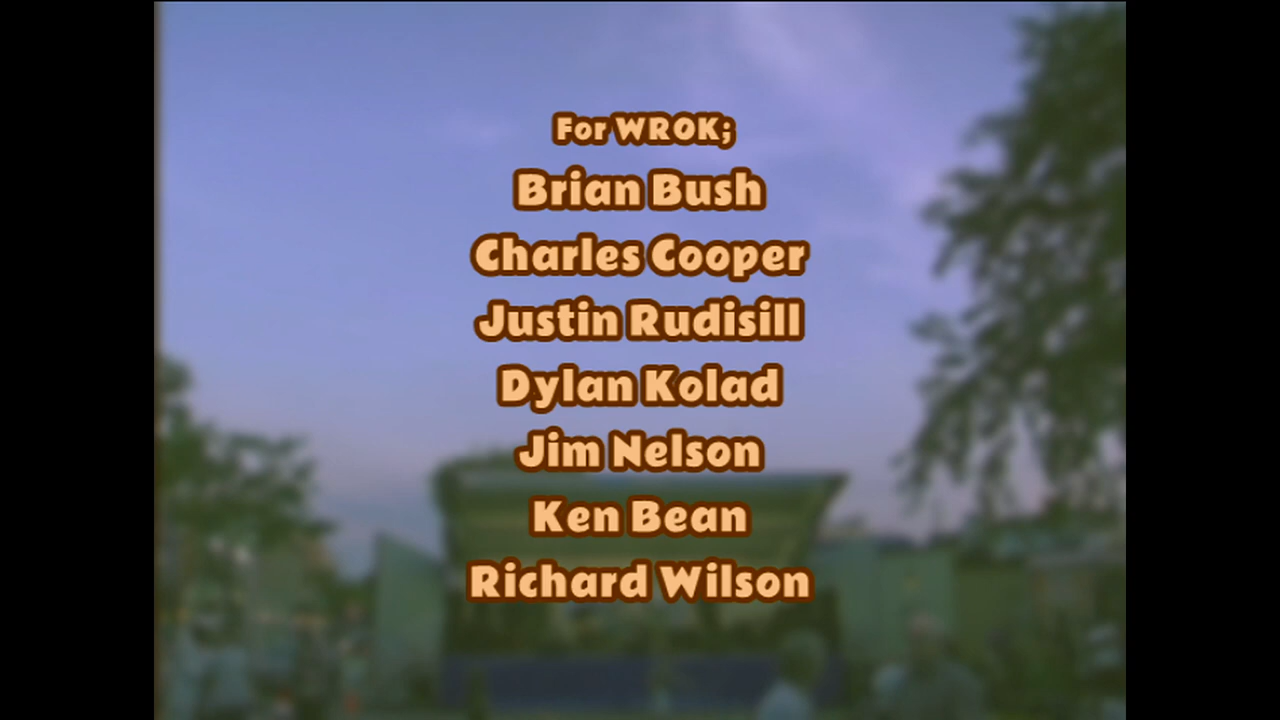 For WROK;
Brian Bush
Charles Cooper
Justin Rudisill
Dylan Kolad
Jim Nelson
Ken Bean
Richard Wilson